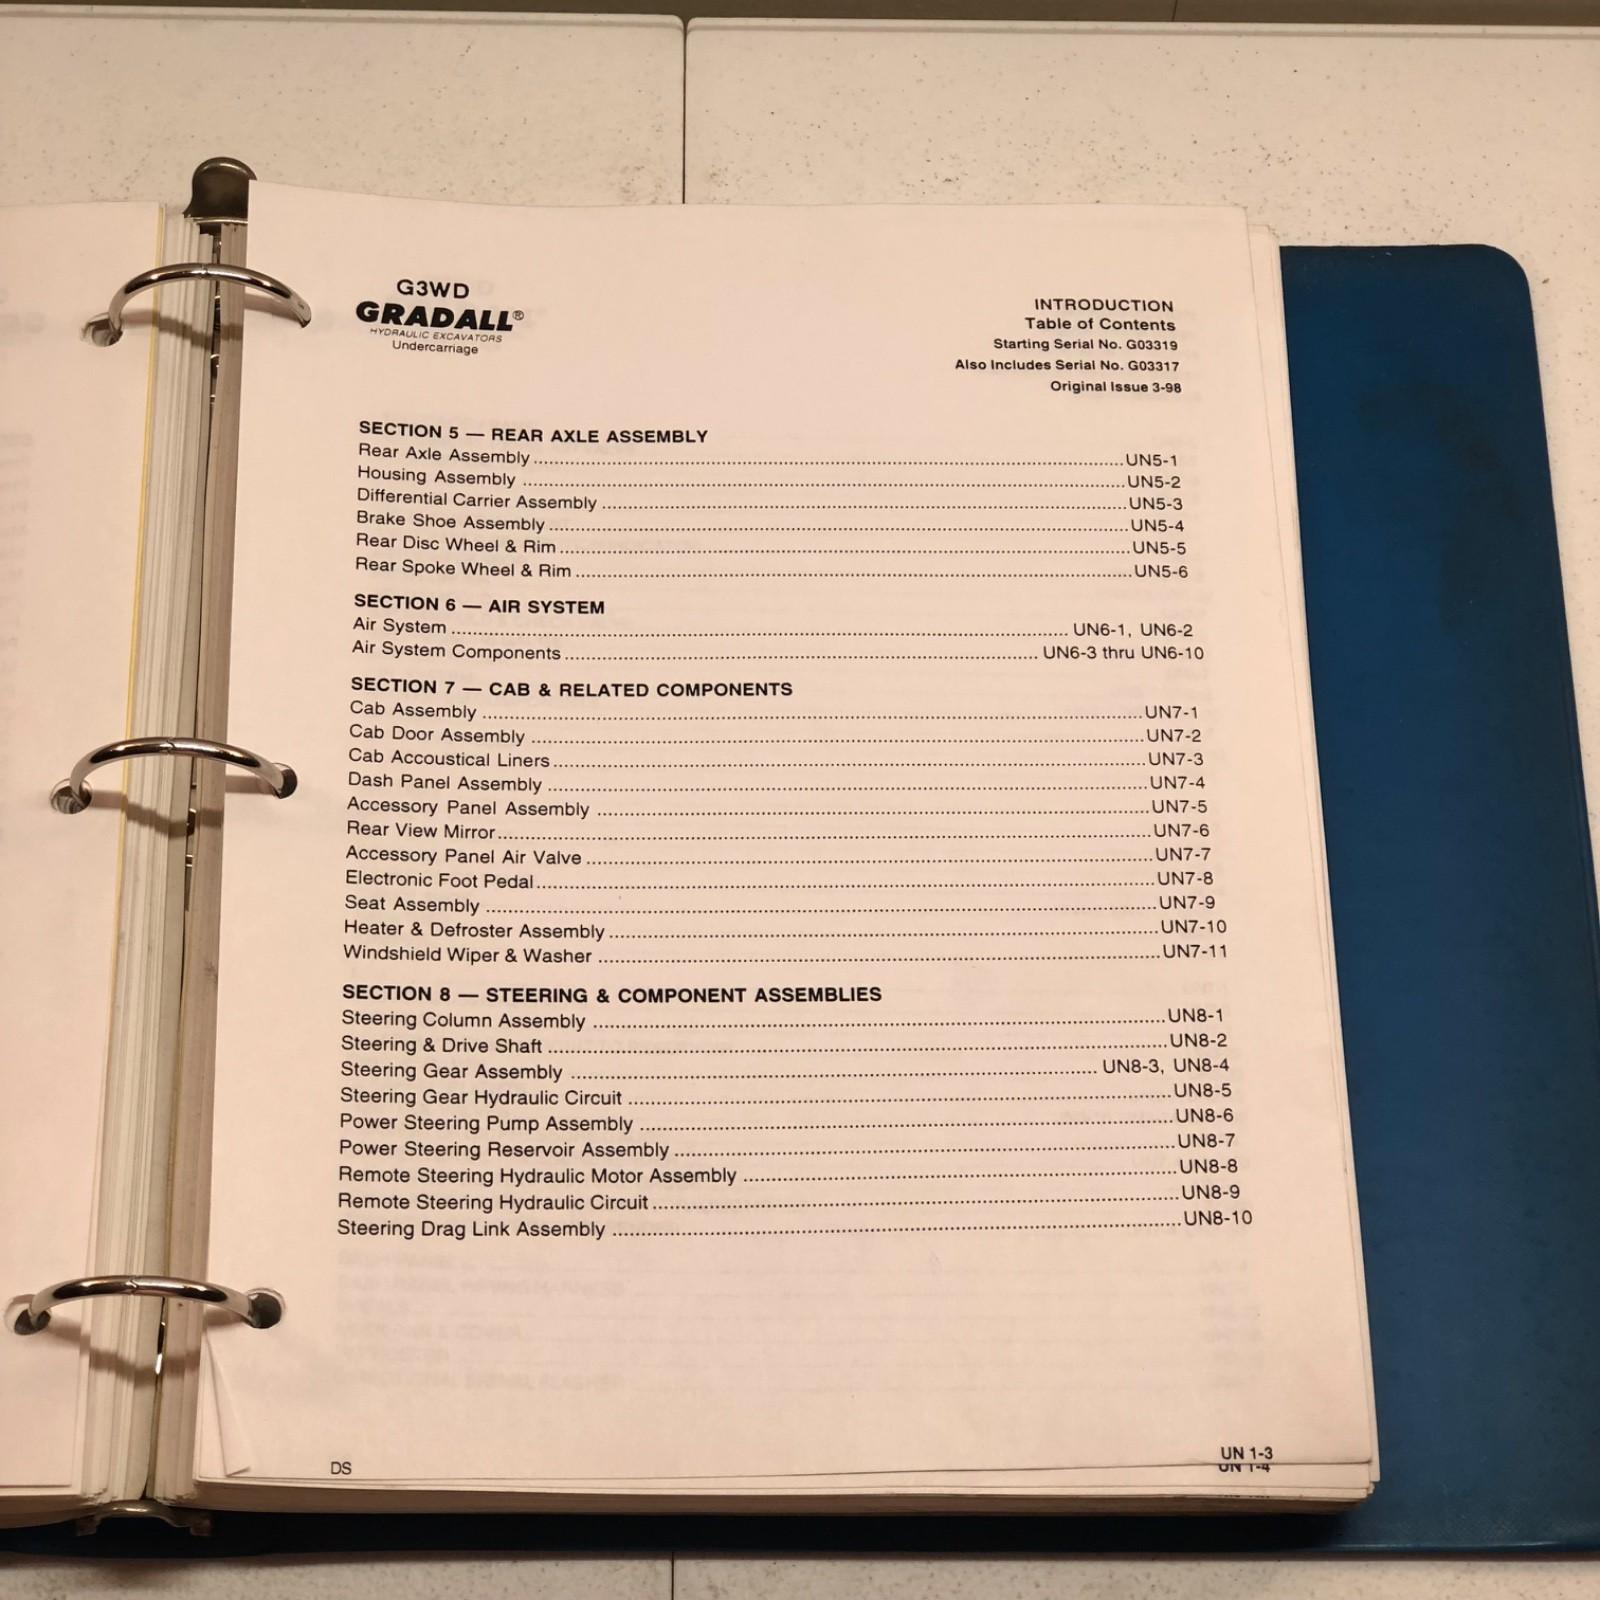 G3WD
GRADALL®
HYDRAULIC EXCAVATORS
Undercarriage
INTRODUCTION
Table of Contents
Starting Serial No. G03319
Also Includes Serial No. G03317
Original Issue 3-98
SECTION 5 — REAR AXLE ASSEMBLY
Rear Axle Assembly ........ UN5-1
Housing Assembly ........ UN5-2
Differential Carrier Assembly ........ UN5-3
Brake Shoe Assembly ........ UN5-4
Rear Disc Wheel & Rim ........ UN5-5
Rear Spoke Wheel & Rim ........ UN5-6
SECTION 6 — AIR SYSTEM
Air System ........ UN6-1, UN6-2
Air System Components ........ UN6-3 thru UN6-10
SECTION 7 — CAB & RELATED COMPONENTS
Cab Assembly ........ UN7-1
Cab Door Assembly ........ UN7-2
Cab Accoustical Liners ........ UN7-3
Dash Panel Assembly ........ UN7-4
Accessory Panel Assembly ........ UN7-5
Rear View Mirror ........ UN7-6
Accessory Panel Air Valve ........ UN7-7
Electronic Foot Pedal ........ UN7-8
Seat Assembly ........ UN7-9
Heater & Defroster Assembly ........ UN7-10
Windshield Wiper & Washer ........ UN7-11
SECTION 8 — STEERING & COMPONENT ASSEMBLIES
Steering Column Assembly ........ UN8-1
Steering & Drive Shaft ........ UN8-2
Steering Gear Assembly ........ UN8-3, UN8-4
Steering Gear Hydraulic Circuit ........ UN8-5
Power Steering Pump Assembly ........ UN8-6
Power Steering Reservoir Assembly ........ UN8-7
Remote Steering Hydraulic Motor Assembly ........ UN8-8
Remote Steering Hydraulic Circuit ........ UN8-9
Steering Drag Link Assembly ........ UN8-10
DS
UN 1-3
UN 1-4